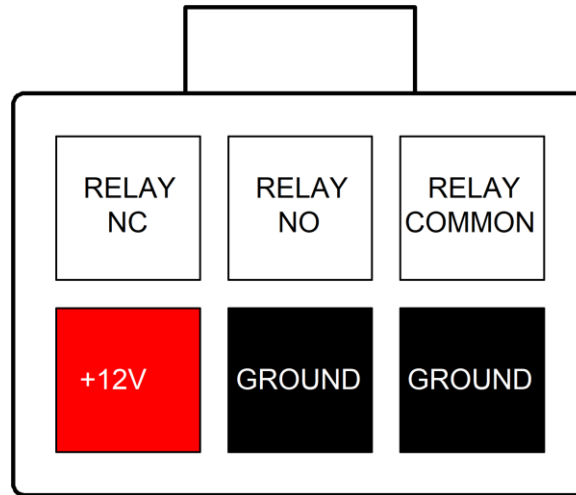 RELAY
NC
RELAY
NO
RELAY
COMMON
+12V
GROUND
GROUND